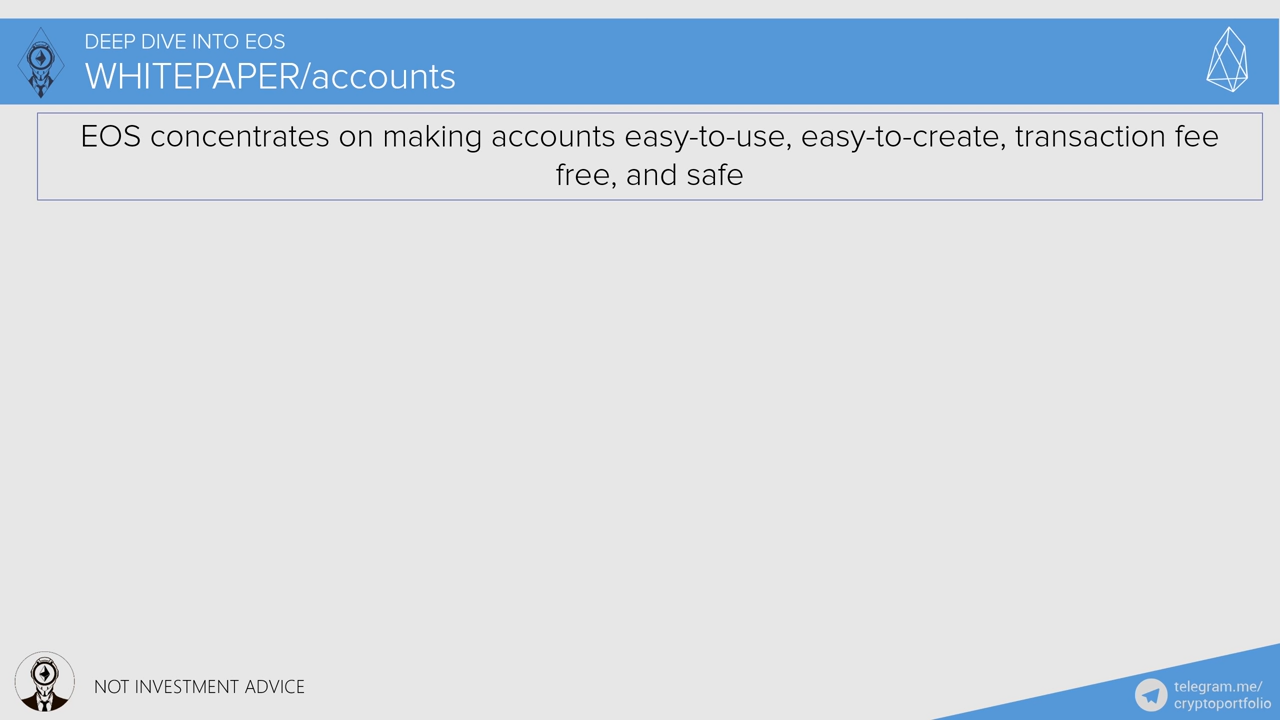 DEEP DIVE INTO EOS
WHITEPAPER/accounts
EOS concentrates on making accounts easy-to-use, easy-to-create, transaction fee
free, and safe
NOT INVESTMENT ADVICE
telegram.me/
cryptoportfolio